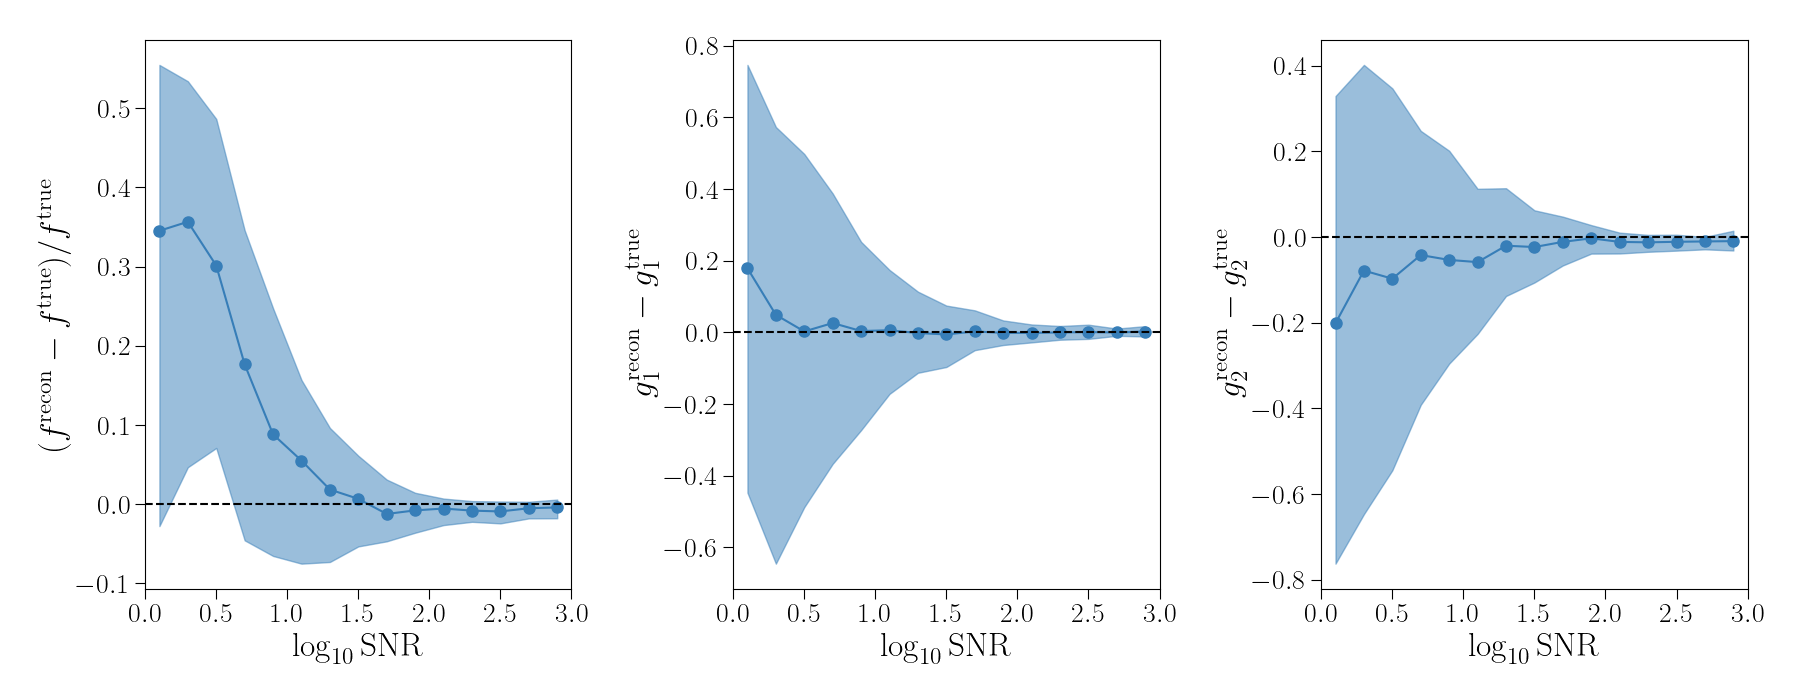 (f^recon − f^true)/f^true
0.5
0.4
0.3
0.2
0.1
0.0
−0.1
0.0 0.5 1.0 1.5 2.0 2.5 3.0
log₁₀ SNR
g₁^recon − g₁^true
0.8
0.6
0.4
0.2
0.0
−0.2
−0.4
−0.6
0.0 0.5 1.0 1.5 2.0 2.5 3.0
log₁₀ SNR
g₂^recon − g₂^true
0.4
0.2
0.0
−0.2
−0.4
−0.6
−0.8
0.0 0.5 1.0 1.5 2.0 2.5 3.0
log₁₀ SNR